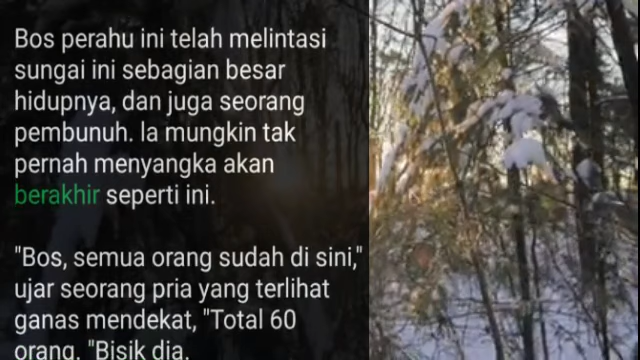 Bos perahu ini telah melintasi
sungai ini sebagian besar
hidupnya, dan juga seorang
pembunuh. Ia mungkin tak
pernah menyangka akan
berakhir seperti ini.
"Bos, semua orang sudah di sini,"
ujar seorang pria yang terlihat
ganas mendekat, "Total 60
orang. "Bisik dia.